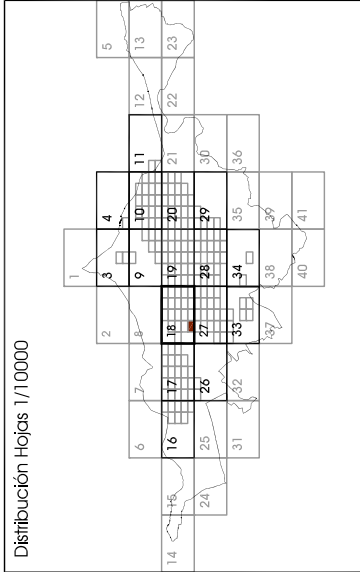 Distribución Hojas 1/10000
1
2 3 4 5
6 7 8 9 10 11 12 13
14 15 16 17 18 19 20 21 22 23
24 25 26 27 28 29 30
31 32 33 34 35 36
37 38 39
40 41